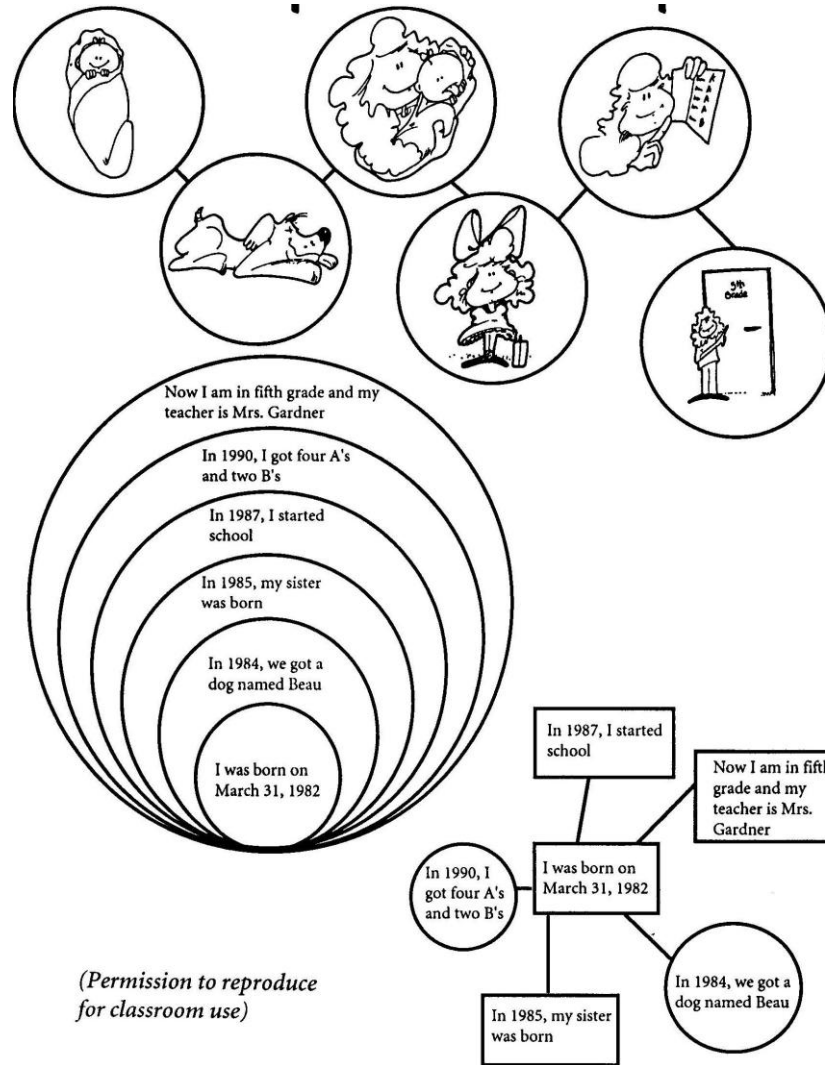 5th
Grade
Now I am in fifth grade and my
teacher is Mrs. Gardner
In 1990, I got four A's
and two B's
In 1987, I started
school
In 1985, my sister
was born
In 1984, we got a
dog named Beau
I was born on
March 31, 1982
In 1987, I started
school
Now I am in fifth
grade and my
teacher is Mrs.
Gardner
In 1990, I
got four A's
and two B's
I was born on
March 31, 1982
In 1984, we got a
dog named Beau
In 1985, my sister
was born
(Permission to reproduce
for classroom use)